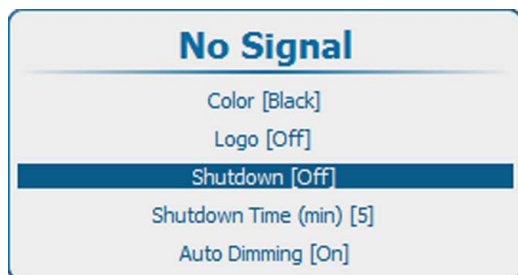 No Signal
Color [Black]
Logo [Off]
Shutdown [Off]
Shutdown Time (min) [5]
Auto Dimming [On]